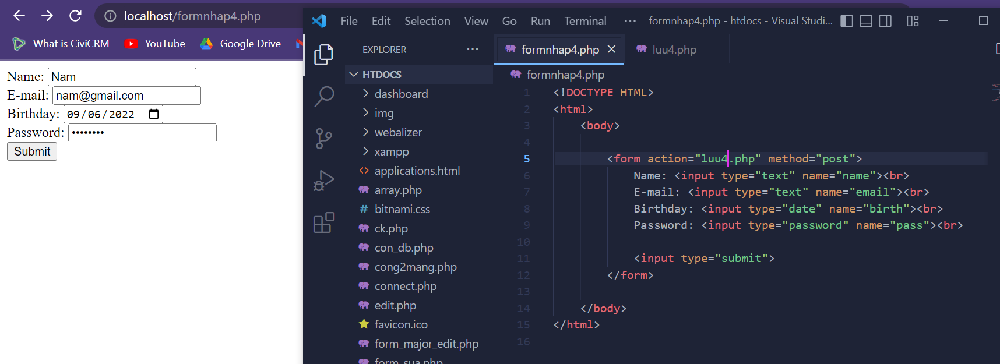 localhost/formnhap4.php
What is CiviCRM YouTube Google Drive
Name: Nam
E-mail: nam@gmail.com
Birthday: 09/06/2022
Password: ••••••••
Submit
File Edit Selection View Go Run Terminal ··· formnhap4.php - htdocs - Visual Studi...
EXPLORER ···
HTDOCS
dashboard
img
webalizer
xampp
applications.html
array.php
bitnami.css
ck.php
con_db.php
cong2mang.php
connect.php
edit.php
favicon.ico
form_major_edit.php
form_sua.php
formnhap4.php luu4.php
formnhap4.php
1 <!DOCTYPE HTML>
2 <html>
3 <body>
4
5 <form action="luu4.php" method="post">
6 Name: <input type="text" name="name"><br>
7 E-mail: <input type="text" name="email"><br>
8 Birthday: <input type="date" name="birth"><br>
9 Password: <input type="password" name="pass"><br>
10
11 <input type="submit">
12 </form>
13
14 </body>
15 </html>
16